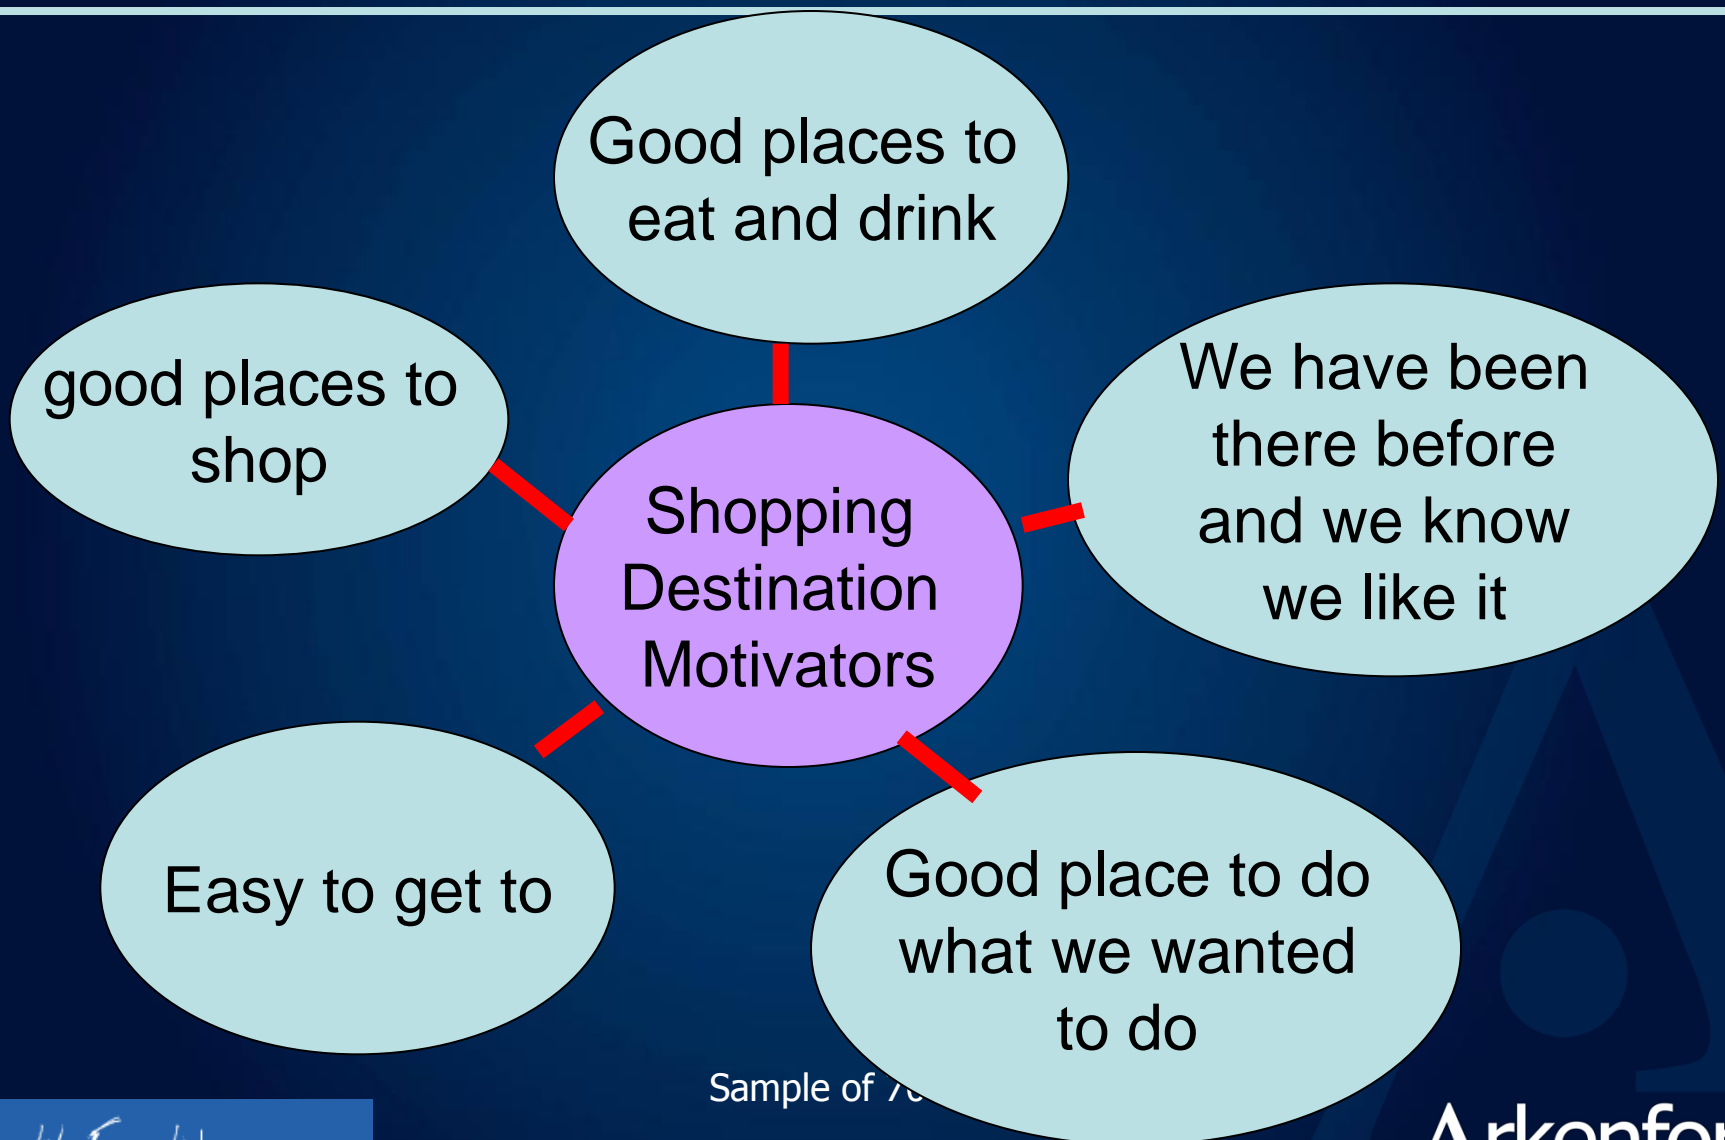 Good places to
eat and drink
good places to
shop
We have been
there before
and we know
we like it
Shopping
Destination
Motivators
Easy to get to
Good place to do
what we wanted
to do
Sample of